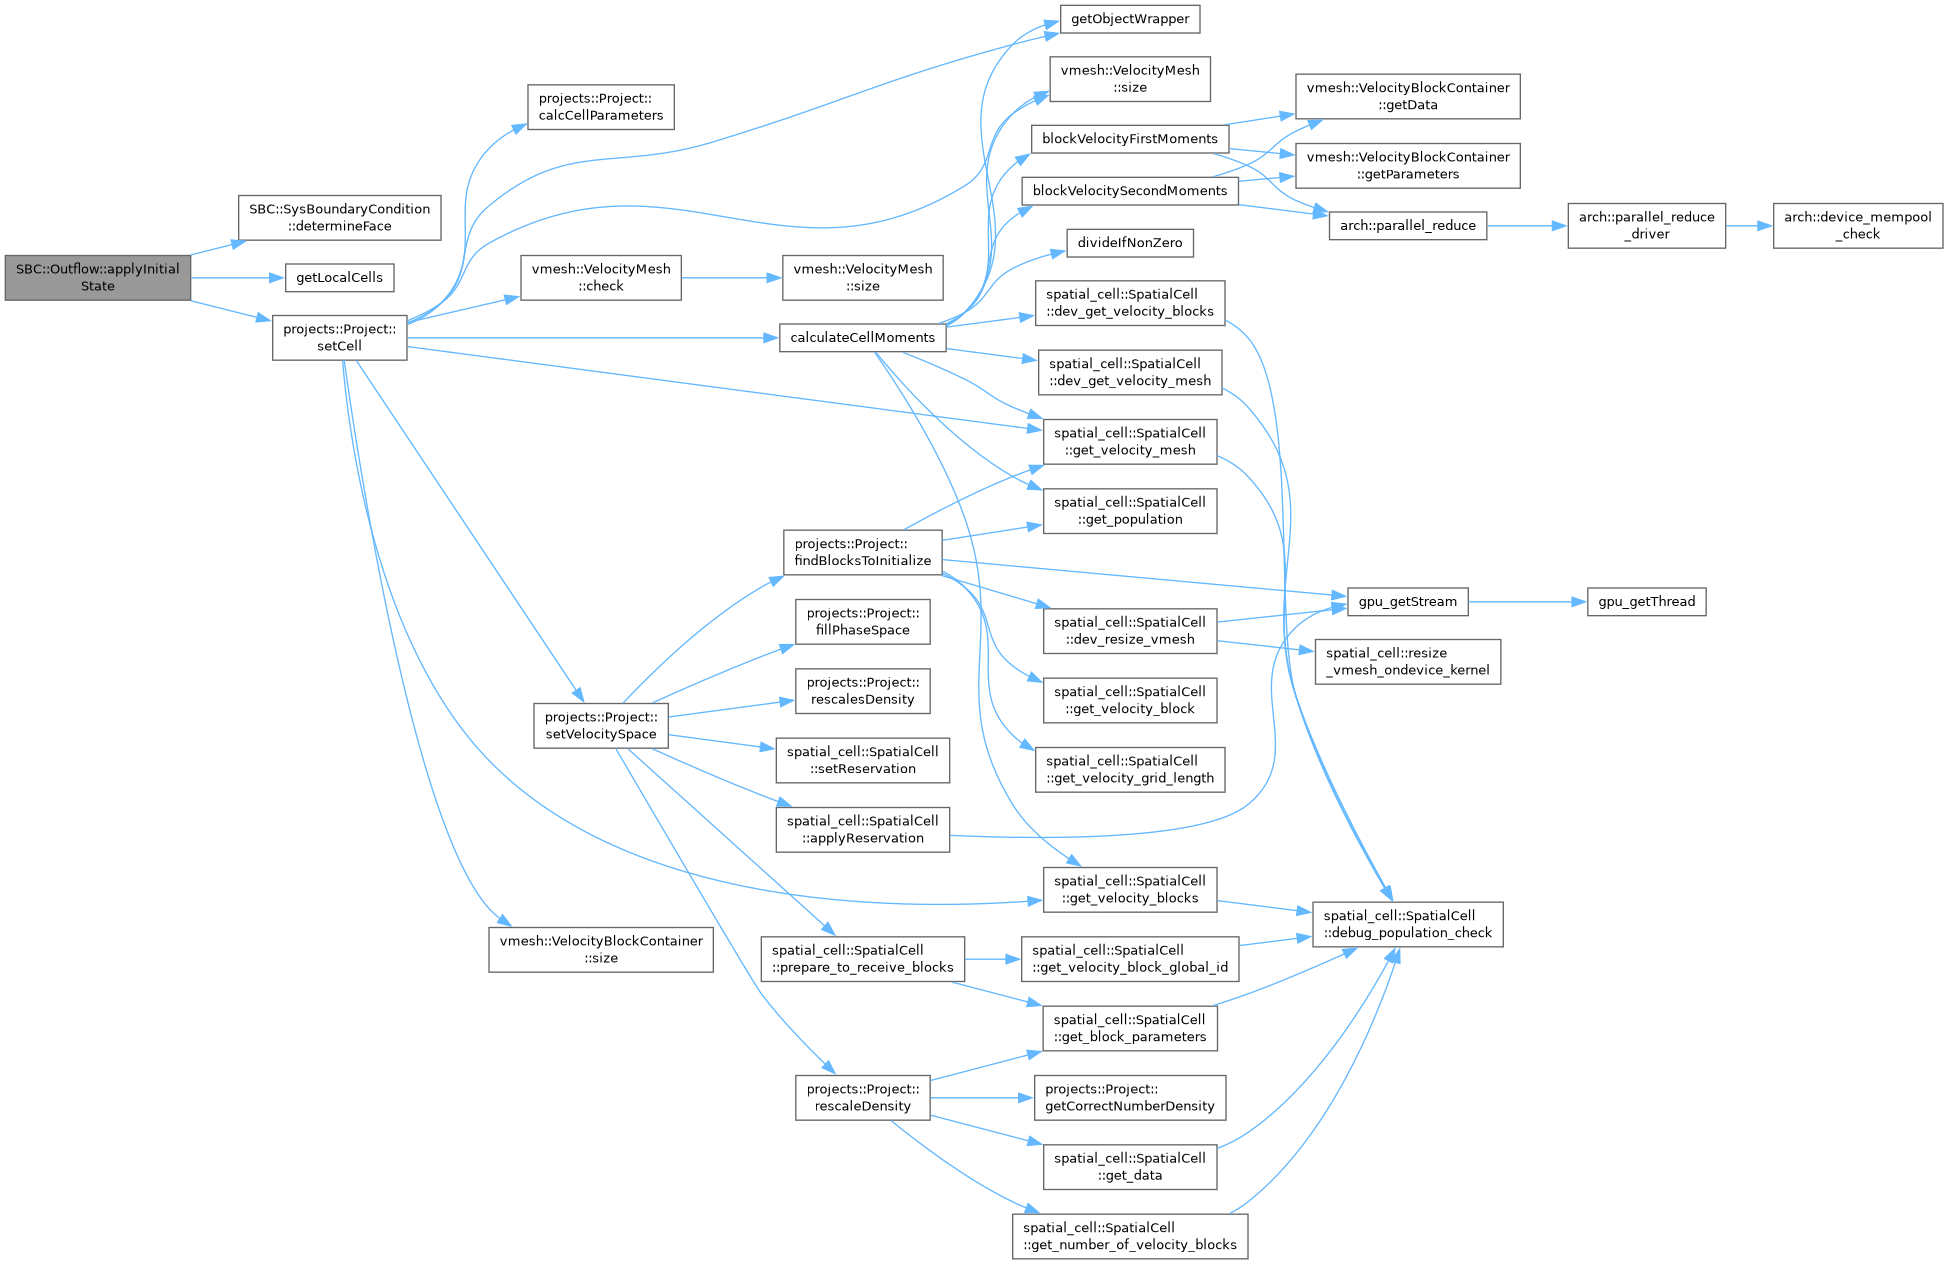 SBC::Outflow::applyInitial
State
SBC::SysBoundaryCondition
::determineFace
getLocalCells
projects::Project::
setCell
projects::Project::
calcCellParameters
vmesh::VelocityMesh
::check
vmesh::VelocityMesh
::size
calculateCellMoments
getObjectWrapper
vmesh::VelocityMesh
::size
blockVelocityFirstMoments
blockVelocitySecondMoments
divideIfNonZero
spatial_cell::SpatialCell
::dev_get_velocity_blocks
spatial_cell::SpatialCell
::dev_get_velocity_mesh
spatial_cell::SpatialCell
::get_velocity_mesh
spatial_cell::SpatialCell
::get_population
vmesh::VelocityBlockContainer
::getData
vmesh::VelocityBlockContainer
::getParameters
arch::parallel_reduce
arch::parallel_reduce
_driver
arch::device_mempool
_check
projects::Project::
findBlocksToInitialize
projects::Project::
fillPhaseSpace
projects::Project::
rescalesDensity
projects::Project::
setVelocitySpace
spatial_cell::SpatialCell
::setReservation
spatial_cell::SpatialCell
::applyReservation
spatial_cell::SpatialCell
::dev_resize_vmesh
gpu_getStream
gpu_getThread
spatial_cell::resize
_vmesh_ondevice_kernel
spatial_cell::SpatialCell
::get_velocity_block
spatial_cell::SpatialCell
::get_velocity_grid_length
spatial_cell::SpatialCell
::get_velocity_blocks
spatial_cell::SpatialCell
::debug_population_check
vmesh::VelocityBlockContainer
::size
spatial_cell::SpatialCell
::prepare_to_receive_blocks
spatial_cell::SpatialCell
::get_velocity_block_global_id
spatial_cell::SpatialCell
::get_block_parameters
projects::Project::
rescaleDensity
projects::Project::
getCorrectNumberDensity
spatial_cell::SpatialCell
::get_data
spatial_cell::SpatialCell
::get_number_of_velocity_blocks